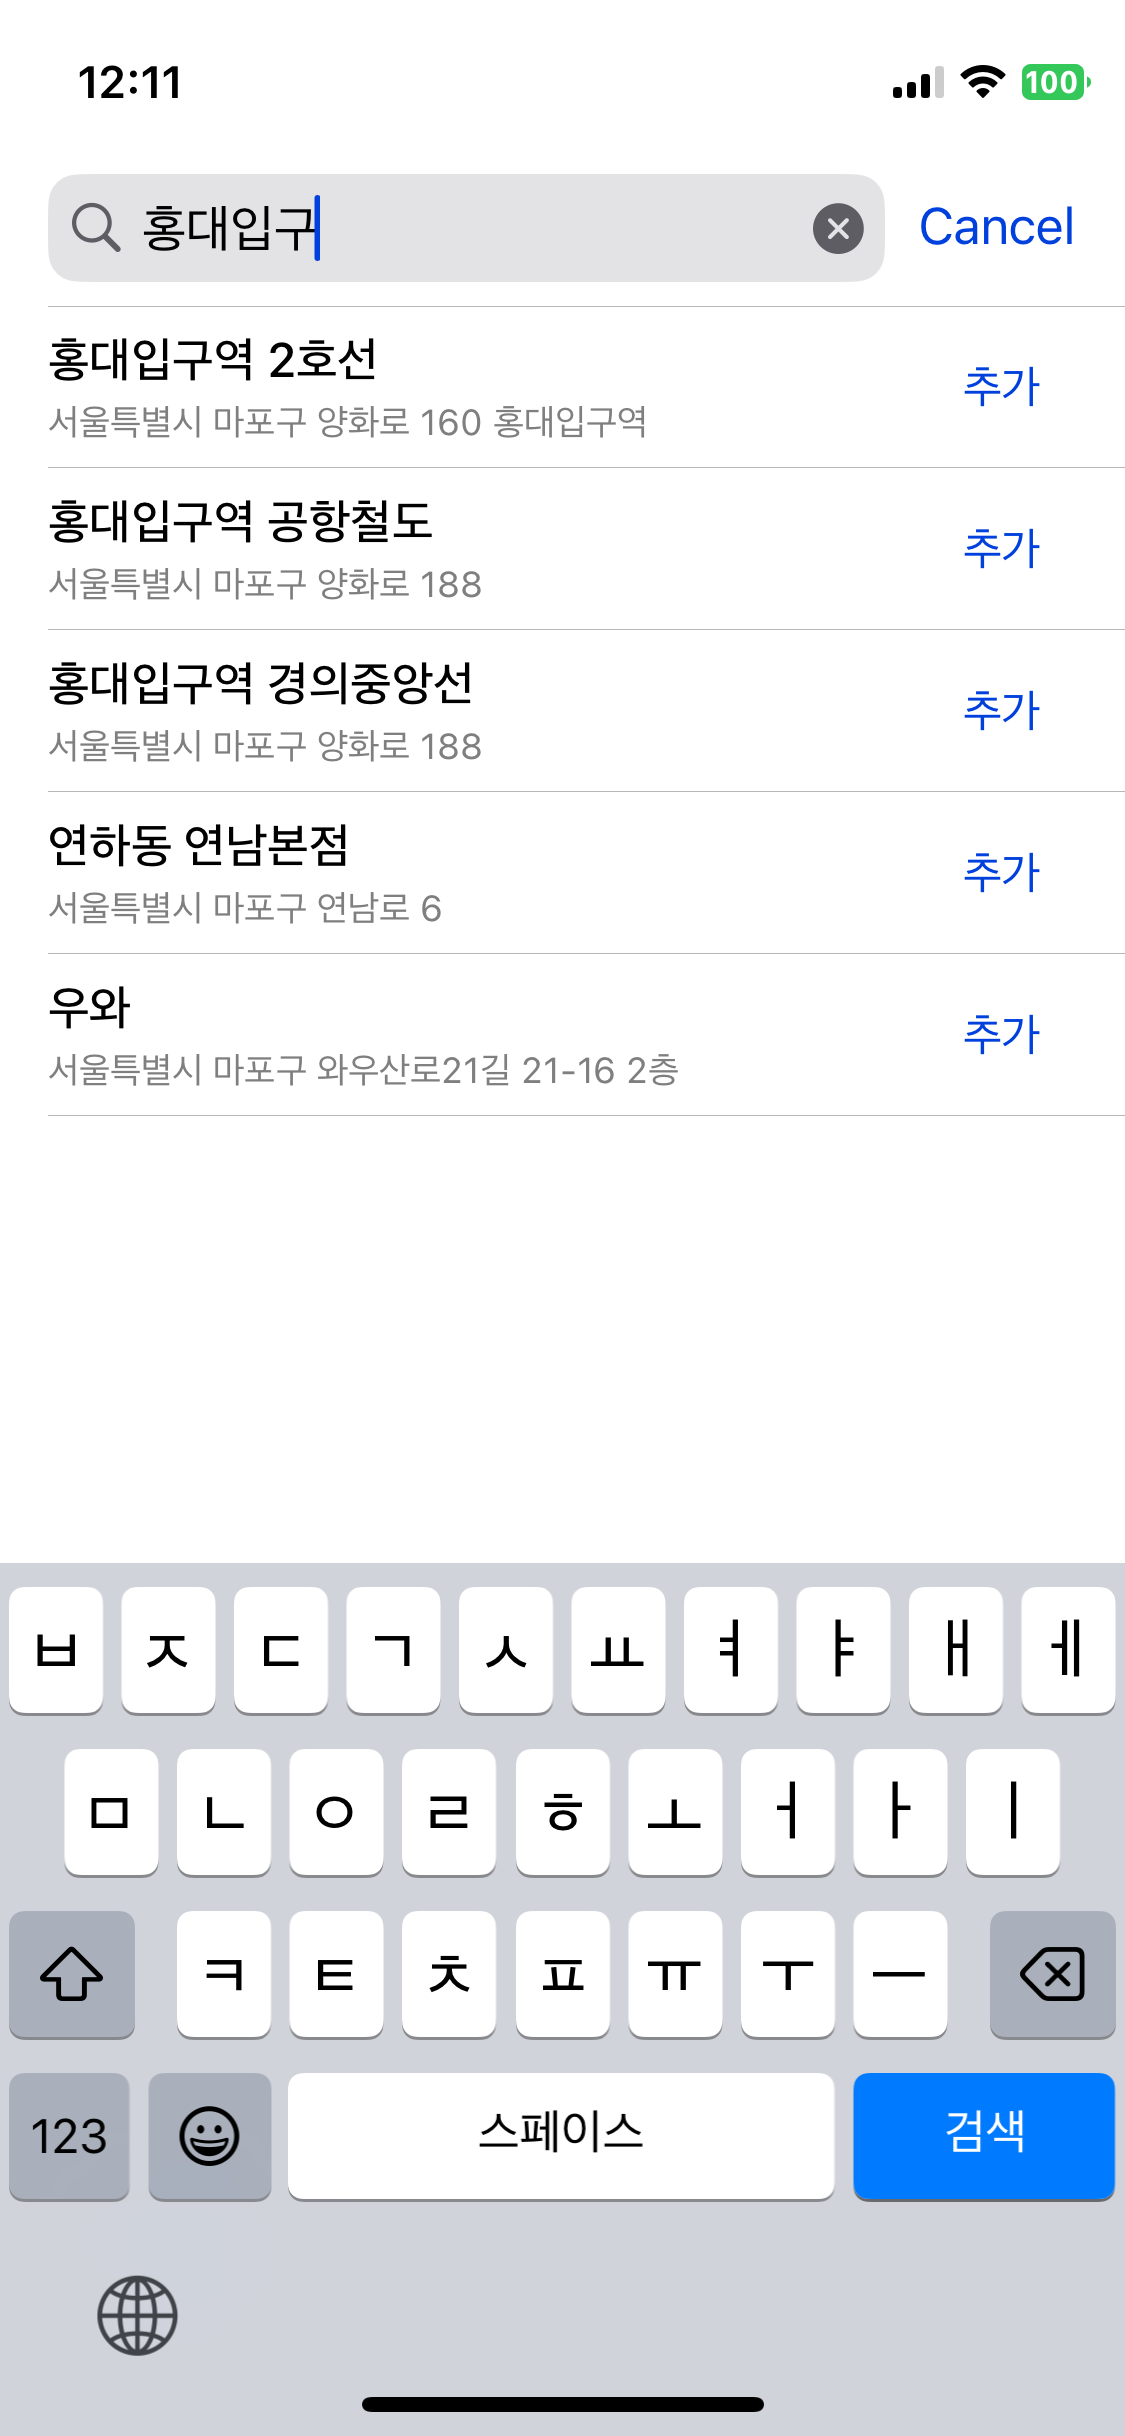 12:11
100
홍대입구
Cancel
홍대입구역 2호선
서울특별시 마포구 양화로 160 홍대입구역
추가
홍대입구역 공항철도
서울특별시 마포구 양화로 188
추가
홍대입구역 경의중앙선
서울특별시 마포구 양화로 188
추가
연하동 연남본점
서울특별시 마포구 연남로 6
추가
우와
서울특별시 마포구 와우산로21길 21-16 2층
추가
ㅂ ㅈ ㄷ ㄱ ㅅ ㅛ ㅕ ㅑ ㅐ ㅔ
ㅁ ㄴ ㅇ ㄹ ㅎ ㅗ ㅓ ㅏ ㅣ
ㅋ ㅌ ㅊ ㅍ ㅠ ㅜ ㅡ
123 스페이스 검색